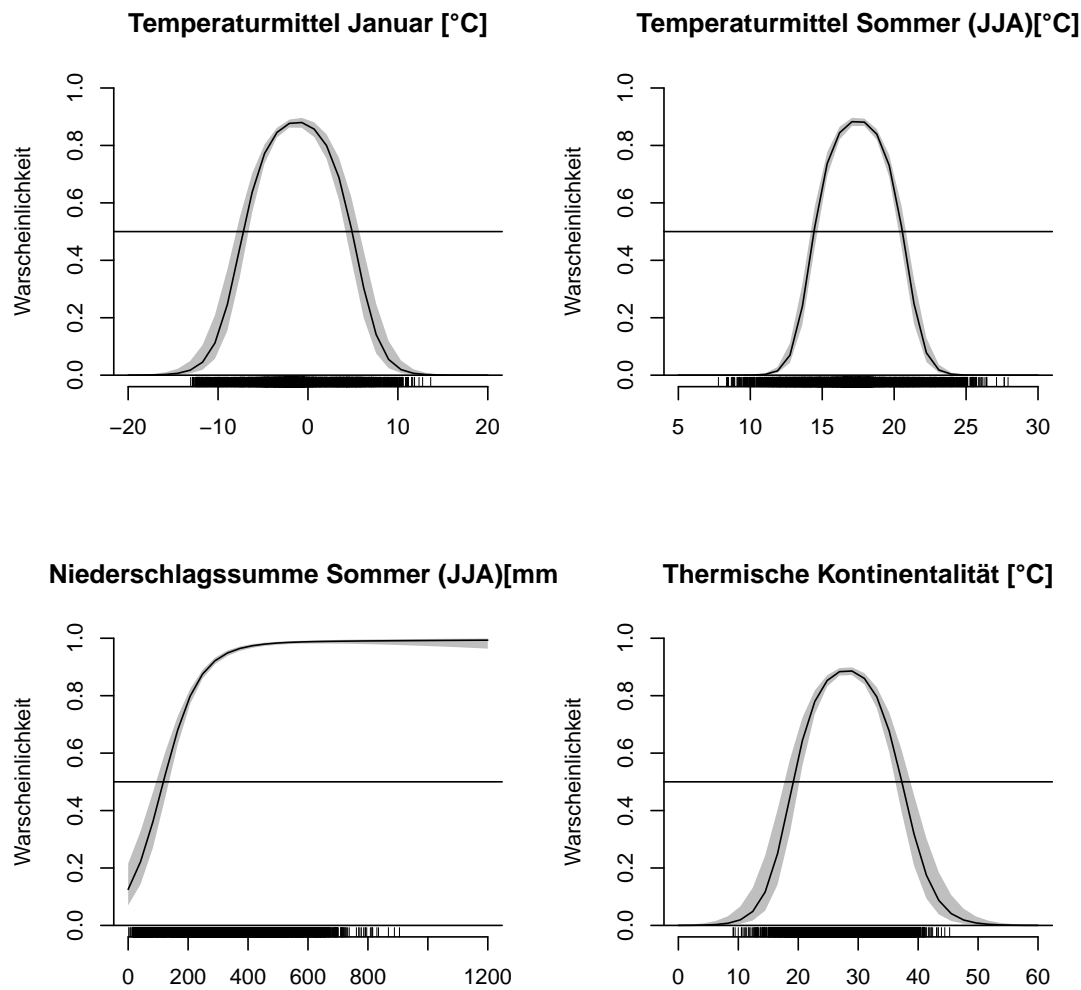 Temperaturmittel Januar [°C]
Warscheinlichkeit
0.0 0.2 0.4 0.6 0.8 1.0
−20 −10 0 10 20
Temperaturmittel Sommer (JJA)[°C]
Warscheinlichkeit
0.0 0.2 0.4 0.6 0.8 1.0
5 10 15 20 25 30
Niederschlagssumme Sommer (JJA)[mm
Warscheinlichkeit
0.0 0.2 0.4 0.6 0.8 1.0
0 200 400 600 800 1200
Thermische Kontinentalität [°C]
Warscheinlichkeit
0.0 0.2 0.4 0.6 0.8 1.0
0 10 20 30 40 50 60